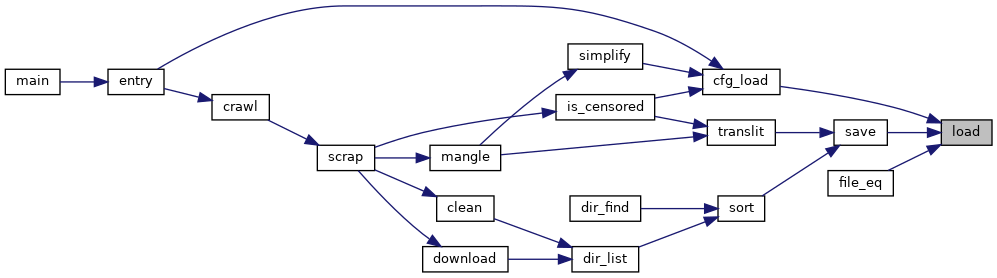 main
entry
crawl
scrap
simplify
is_censored
mangle
clean
download
cfg_load
translit
dir_find
dir_list
sort
save
file_eq
load